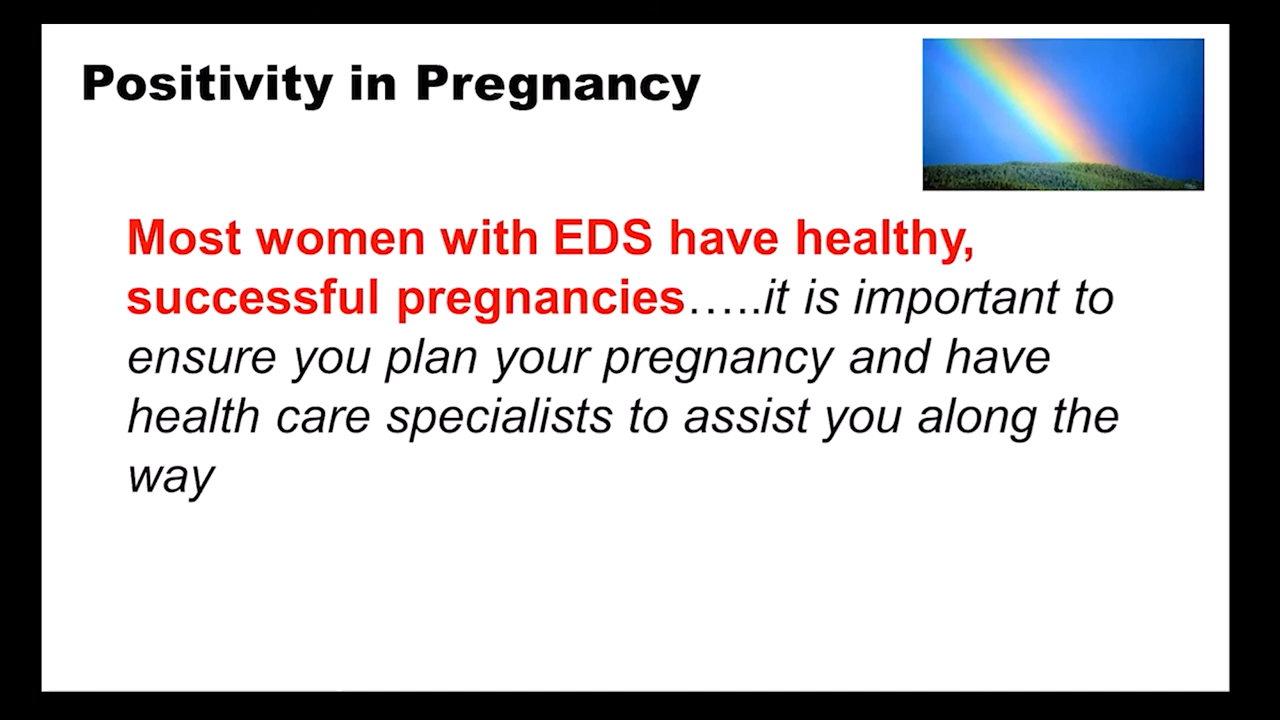 Positivity in Pregnancy
Most women with EDS have healthy,
successful pregnancies…..it is important to
ensure you plan your pregnancy and have
health care specialists to assist you along the
way